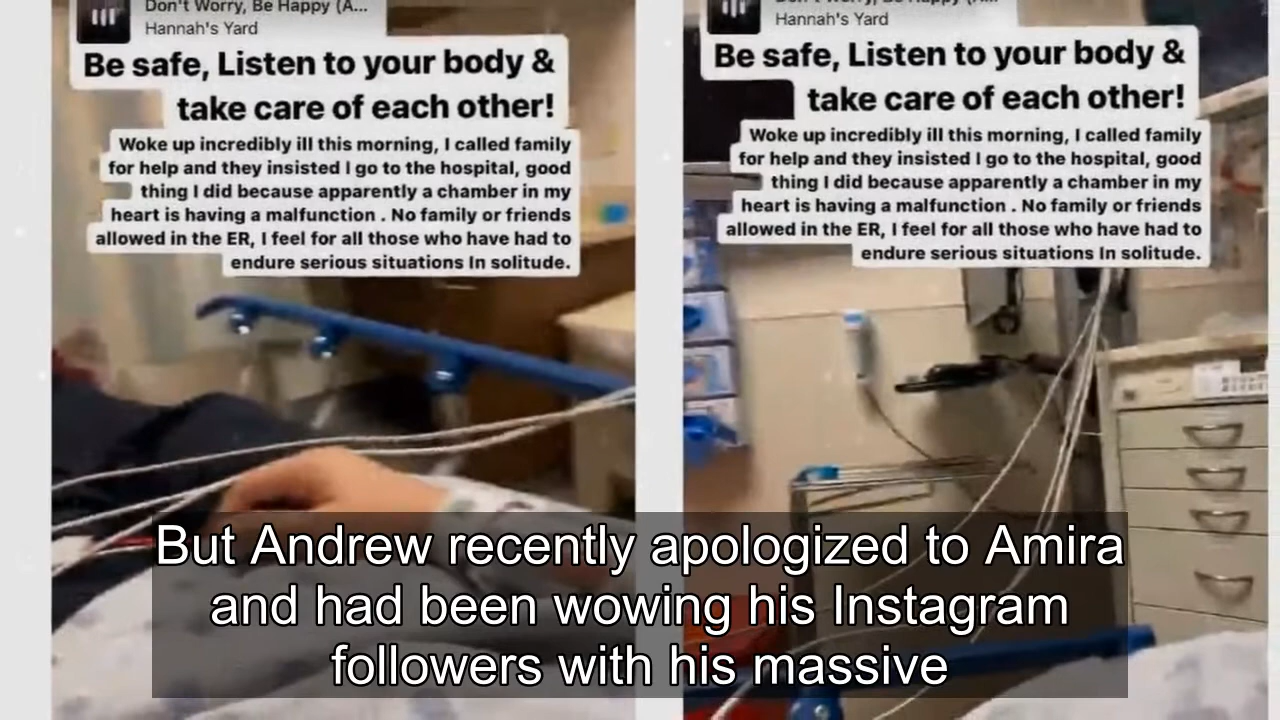 Don't Worry, Be Happy (A...
Hannah's Yard
Be safe, Listen to your body &
take care of each other!
Woke up incredibly ill this morning, I called family
for help and they insisted I go to the hospital, good
thing I did because apparently a chamber in my
heart is having a malfunction . No family or friends
allowed in the ER, I feel for all those who have had to
endure serious situations In solitude.
Don't Worry, Be Happy (A...
Hannah's Yard
Be safe, Listen to your body &
take care of each other!
Woke up incredibly ill this morning, I called family
for help and they insisted I go to the hospital, good
thing I did because apparently a chamber in my
heart is having a malfunction . No family or friends
allowed in the ER, I feel for all those who have had to
endure serious situations In solitude.
But Andrew recently apologized to Amira
and had been wowing his Instagram
followers with his massive